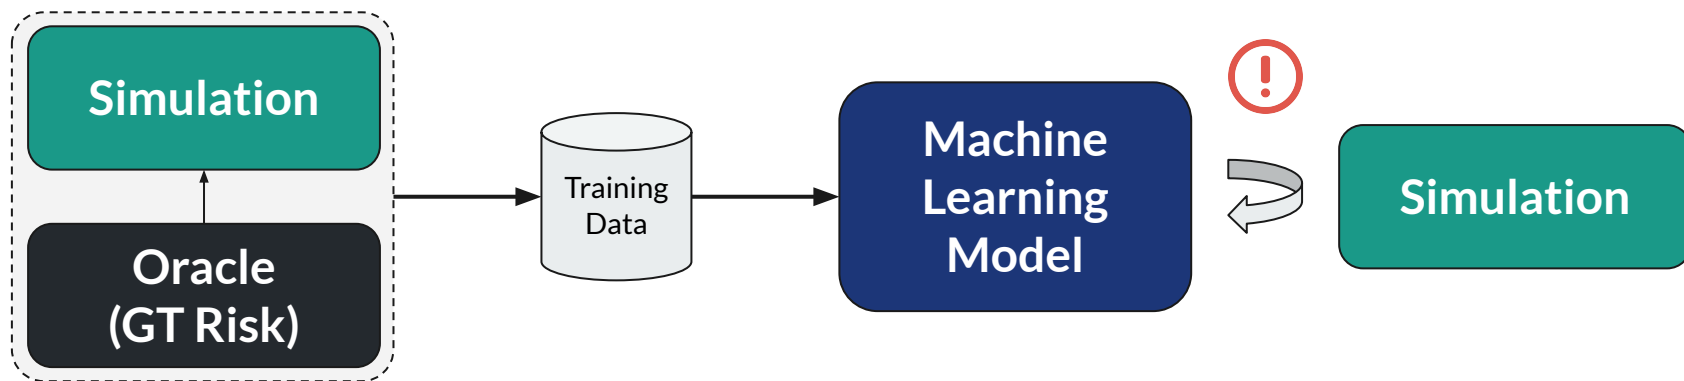 Simulation
Oracle
(GT Risk)
Training
Data
Machine
Learning
Model
Simulation